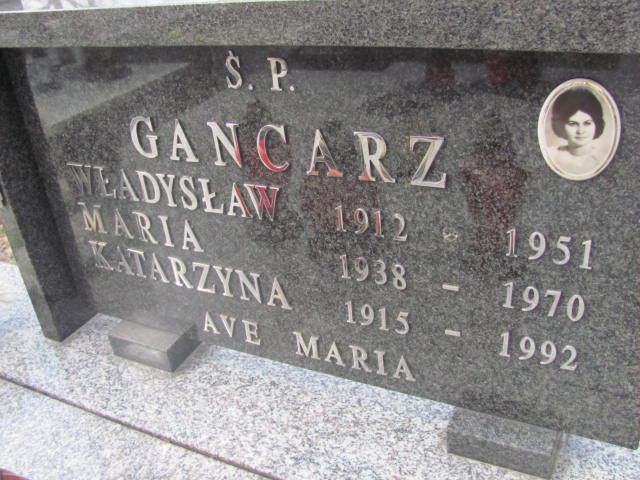 Ś. P.
GANCARZ
WŁADYSŁAW 1912 - 1951
MARIA 1938 - 1970
KATARZYNA 1915 - 1992
AVE MARIA